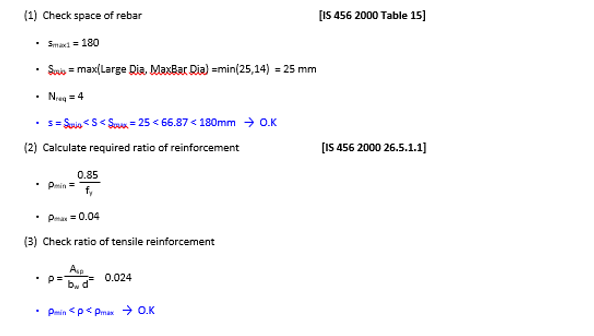 (1) Check space of rebar [IS 456 2000 Table 15]
• Smax1 = 180
• Smin = max(Large Dia, MaxBar Dia) =min(25,14) = 25 mm
• Nreq = 4
• s = Smin < S < Smax = 25 < 66.87 < 180mm → O.K
(2) Calculate required ratio of reinforcement [IS 456 2000 26.5.1.1]
• ρmin = 0.85 / fy
• ρmax = 0.04
(3) Check ratio of tensile reinforcement
• ρ = Asp / bw d = 0.024
• ρmin < ρ < ρmax → O.K